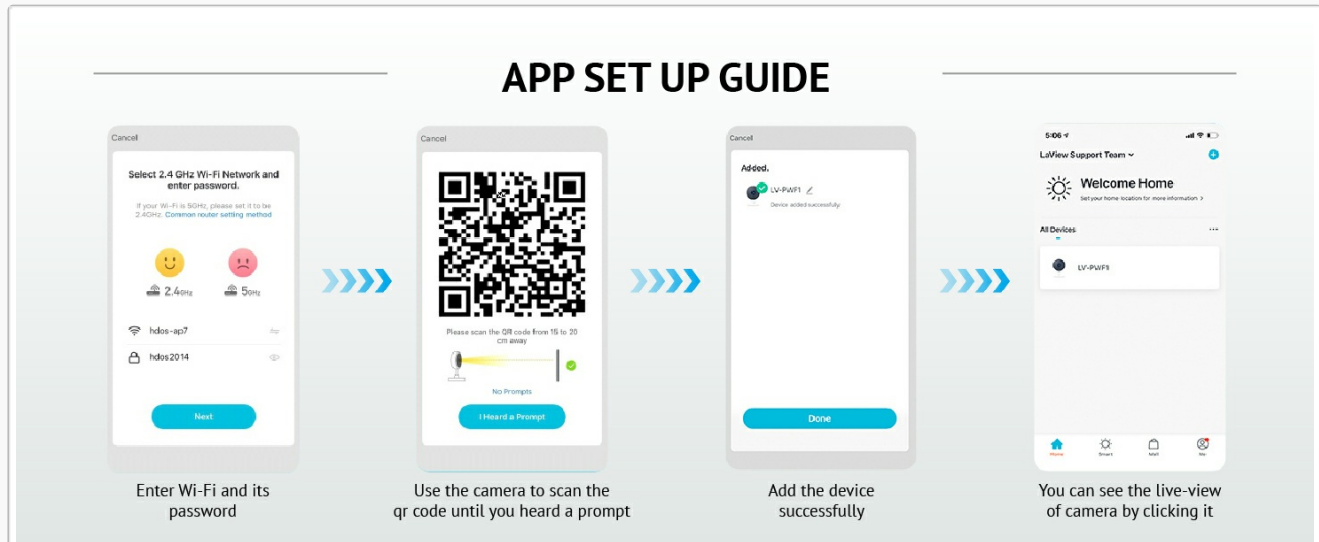 APP SET UP GUIDE
Cancel
Select 2.4 GHz Wi-Fi Network and
enter password.
If your Wi-Fi is 5GHz, please set it to be
2.4GHz. Common router setting method
2.4GHz
5GHz
hdos-ap7
hdos2014
Next
Enter Wi-Fi and its
password
Cancel
Please scan the QR code from 15 to 20
cm away
No Prompts
I Heard a Prompt
Use the camera to scan the
qr code until you heard a prompt
Cancel
Added.
LV-PWF1
Device added successfully
Done
Add the device
successfully
5:06
LaView Support Team
Welcome Home
Set your home location for more information >
All Devices
...
LV-PWF1
Home
Smart
Mall
Me
You can see the live-view
of camera by clicking it